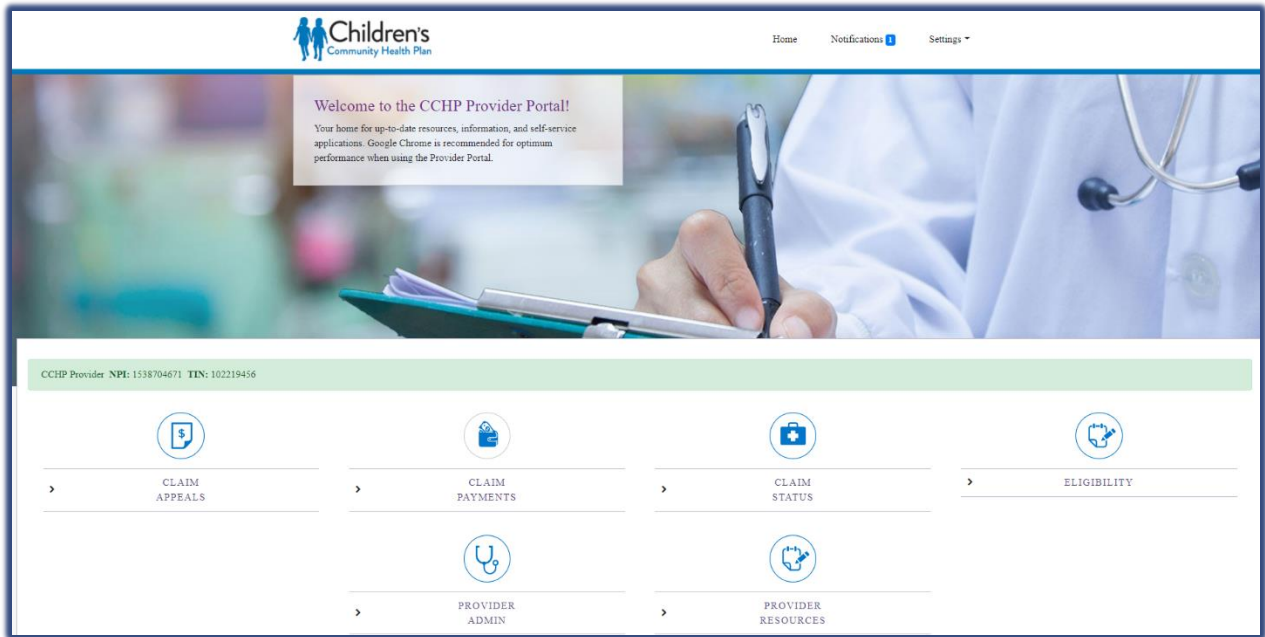 Children's
Community Health Plan
Home Notifications 1 Settings
Welcome to the CCHP Provider Portal!
Your home for up-to-date resources, information, and self-service
applications. Google Chrome is recommended for optimum
performance when using the Provider Portal.
CCHP Provider NPI: 1538704671 TIN: 102219456
CLAIM
APPEALS
CLAIM
PAYMENTS
CLAIM
STATUS
ELIGIBILITY
PROVIDER
ADMIN
PROVIDER
RESOURCES